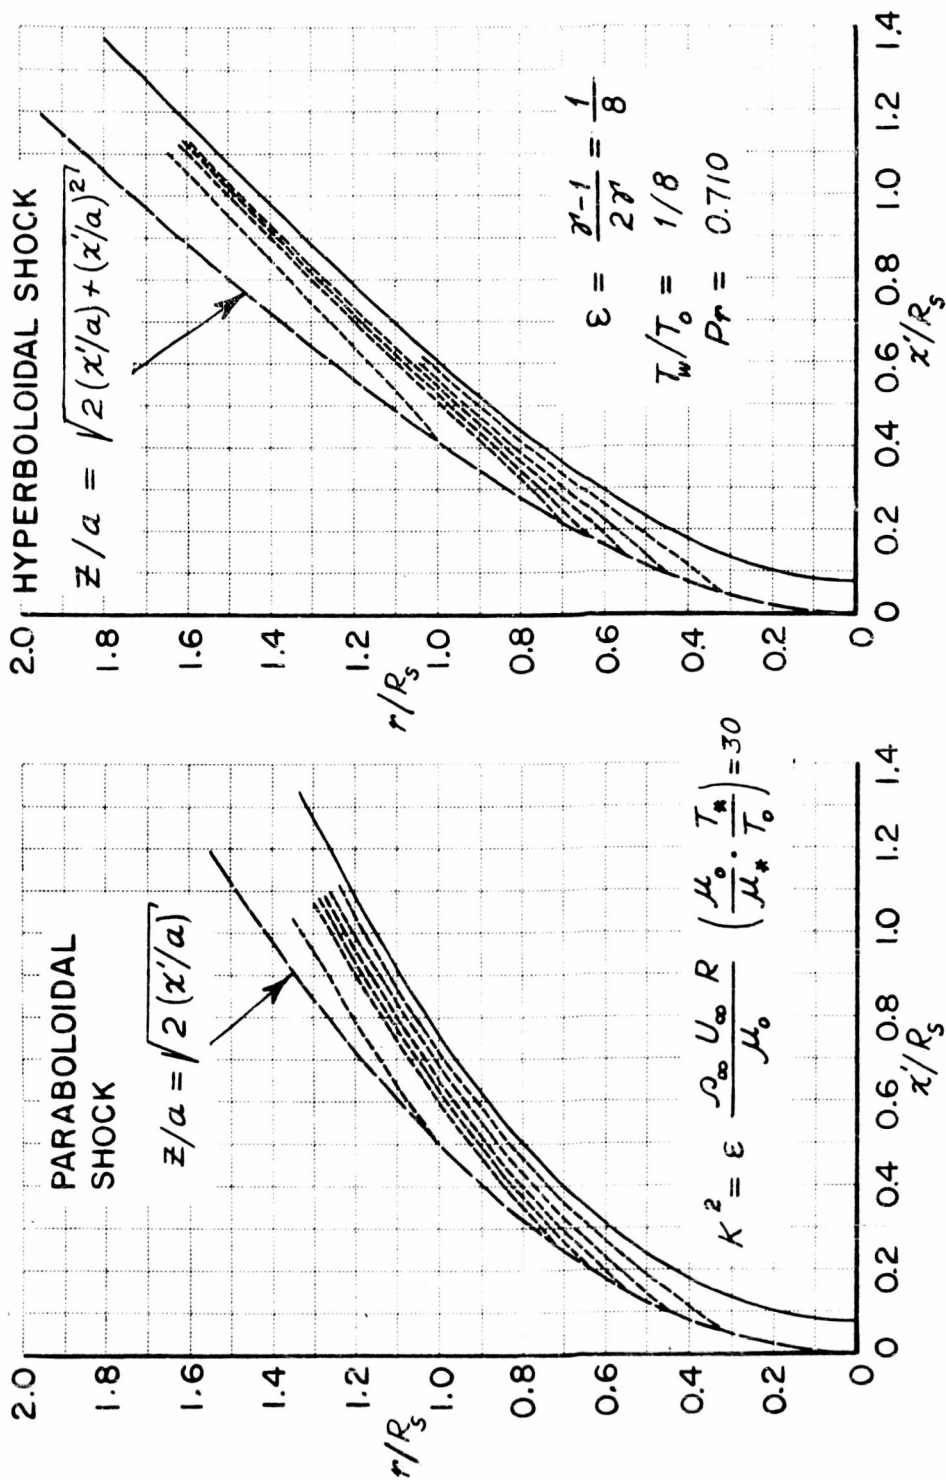 PARABOLOIDAL
SHOCK
z/a = √2(x'/a)
r/Rs
2.0
1.8
1.6
1.4
1.2
1.0
0.8
0.6
0.4
0.2
0
K² = ε ρ∞ U∞ R / μ₀ (μ₀/μ* · T*/T₀) = 30
0 0.2 0.4 0.6 0.8 1.0 1.2 1.4
x'/Rs
HYPERBOLOIDAL SHOCK
z/a = √2(x'/a)+(x'/a)²
r/Rs
2.0
1.8
1.6
1.4
1.2
1.0
0.8
0.6
0.4
0.2
0
ε = γ-1/2γ = 1/8
Tw/T₀ = 1/8
Pr = 0.710
0 0.2 0.4 0.6 0.8 1.0 1.2 1.4
x'/Rs